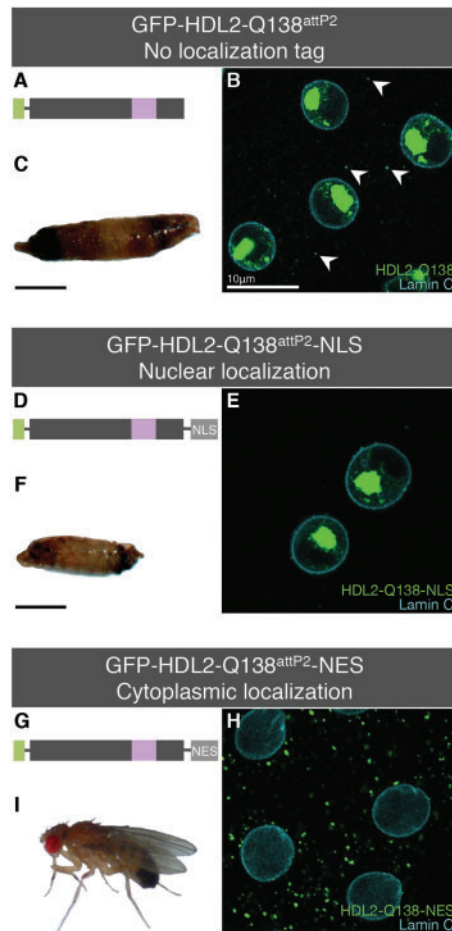 GFP-HDL2-Q138attP2
No localization tag
A
B
C
HDL2-Q138
10μm
Lamin C
GFP-HDL2-Q138attP2-NLS
Nuclear localization
D
E
NLS
F
HDL2-Q138-NLS
Lamin C
GFP-HDL2-Q138attP2-NES
Cytoplasmic localization
G
H
NES
I
HDL2-Q138-NES
Lamin C